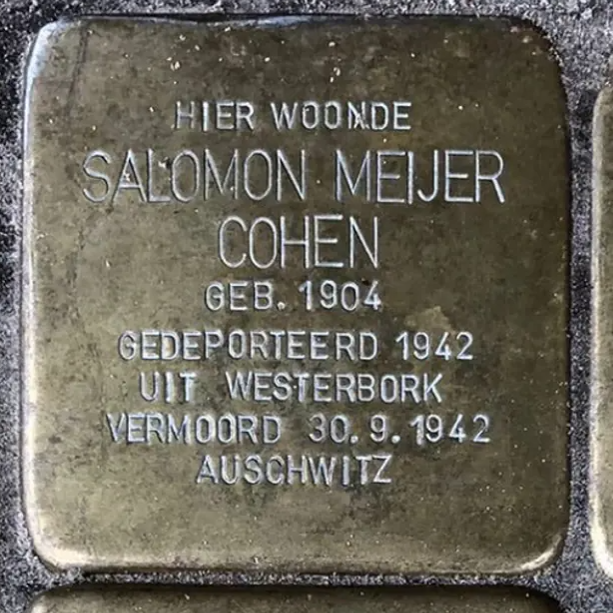 HIER WOONDE
SALOMON MEIJER
COHEN
GEB. 1904
GEDEPORTEERD 1942
UIT WESTERBORK
VERMOORD 30.9.1942
AUSCHWITZ